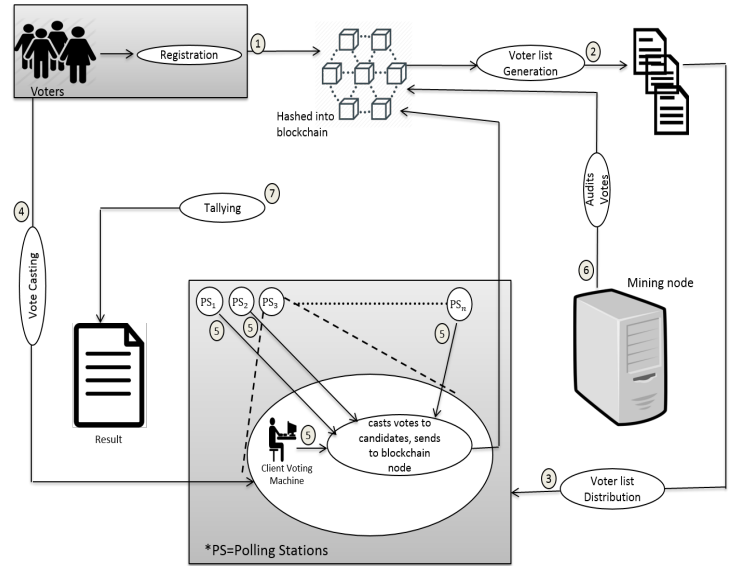 Voters
Registration
1
Hashed into
blockchain
Voter list
Generation
2
Audits
Votes
6
Mining node
3
Voter list
Distribution
4
Vote Casting
7
Tallying
Result
PS1
PS2
PS3
PSn
5
5
5
5
Client Voting
Machine
casts votes to
candidates, sends
to blockchain
node
*PS=Polling Stations